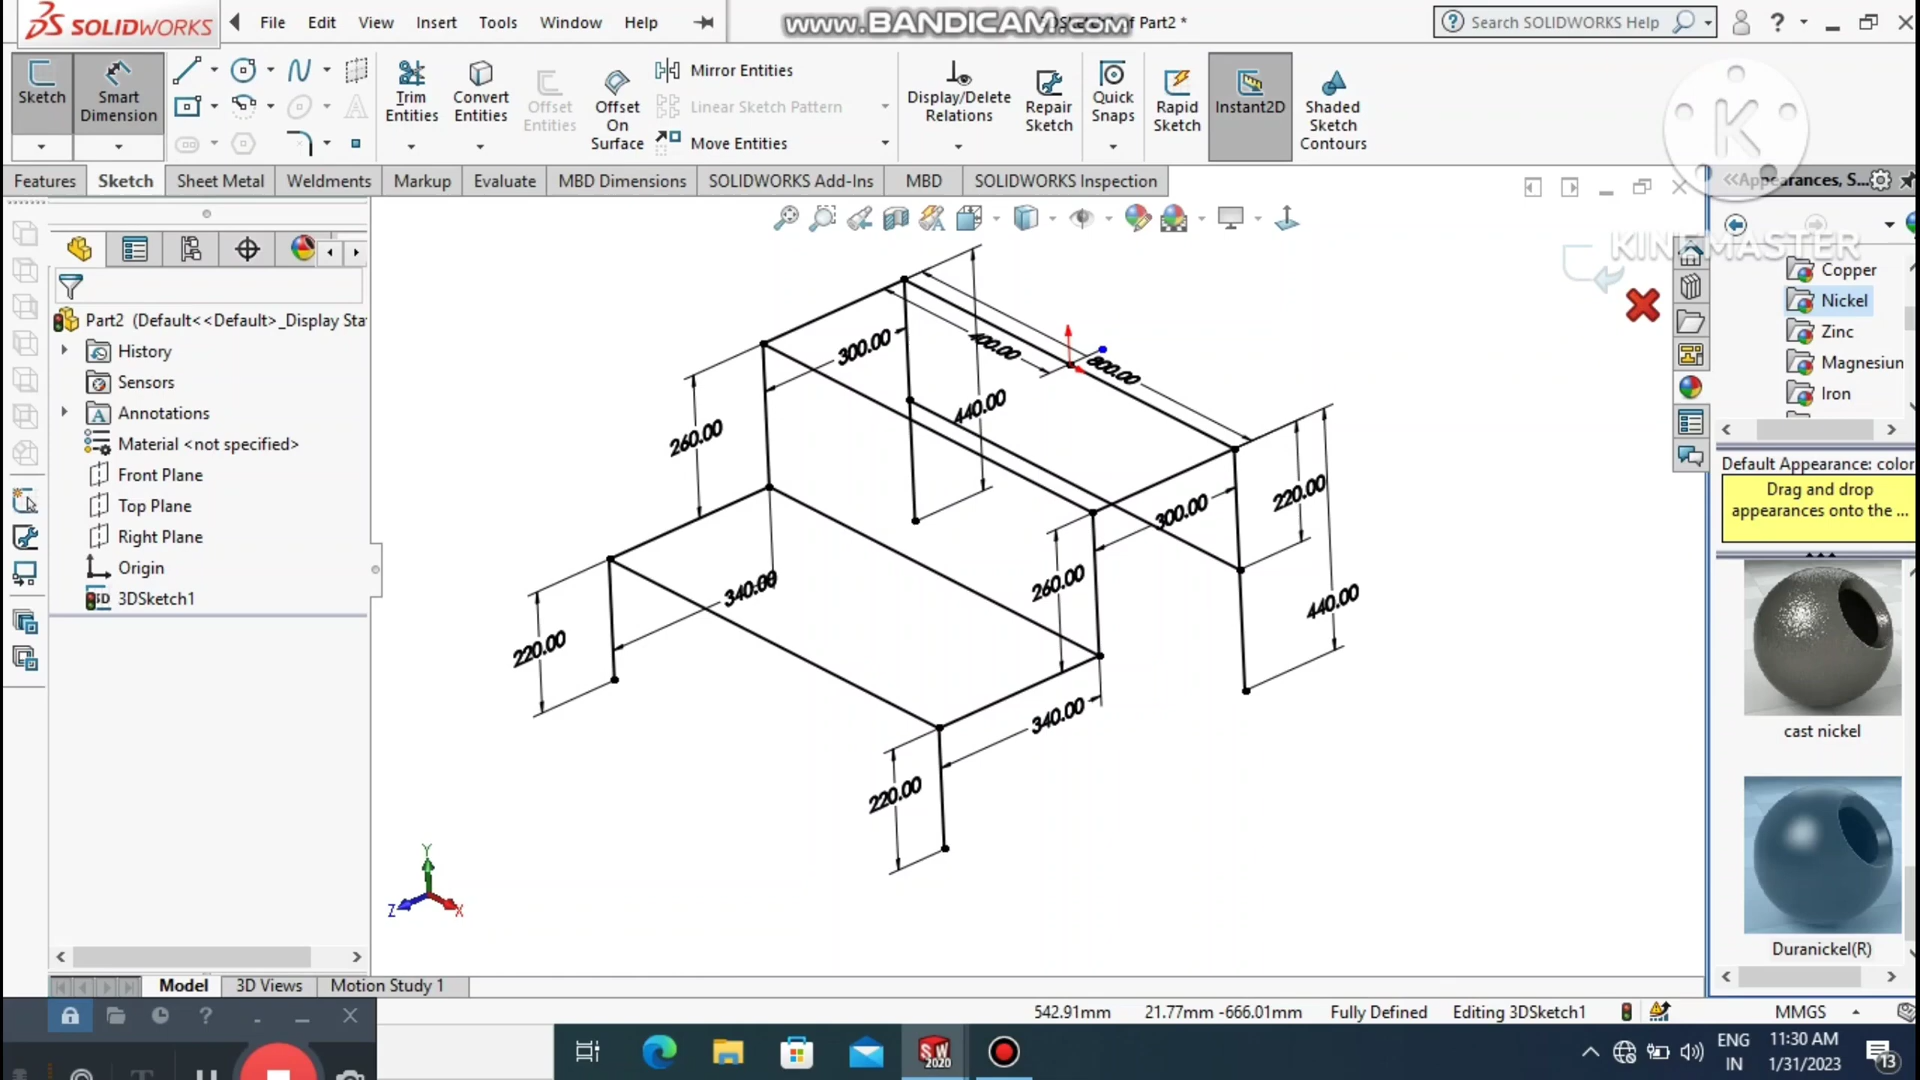 SOLIDWORKS
File Edit View Insert Tools Window Help
www.BANDICAM.com
of Part2 *
Search SOLIDWORKS Help
Sketch
Smart Dimension
Trim Entities
Convert Entities
Offset Entities
Offset On Surface
Mirror Entities
Linear Sketch Pattern
Move Entities
Display/Delete Relations
Repair Sketch
Quick Snaps
Rapid Sketch
Instant2D
Shaded Sketch Contours
K
KINEMASTER
Features Sketch Sheet Metal Weldments Markup Evaluate MBD Dimensions SOLIDWORKS Add-Ins MBD SOLIDWORKS Inspection
Appearances, S...
Part2 (Default<<Default>_Display Sta
History
Sensors
Annotations
Material <not specified>
Front Plane
Top Plane
Right Plane
Origin
3DSketch1
300.00
400.00
800.00
440.00
260.00
220.00
300.00
260.00
440.00
340.00
220.00
340.00
220.00
Y
Z
X
Copper
Nickel
Zinc
Magnesiun
Iron
Default Appearance: color
Drag and drop
appearances onto the ...
cast nickel
Duranickel(R)
Model 3D Views Motion Study 1
542.91mm 21.77mm -666.01mm Fully Defined Editing 3DSketch1 MMGS
SW
2020
ENG
IN
11:30 AM
1/31/2023
13